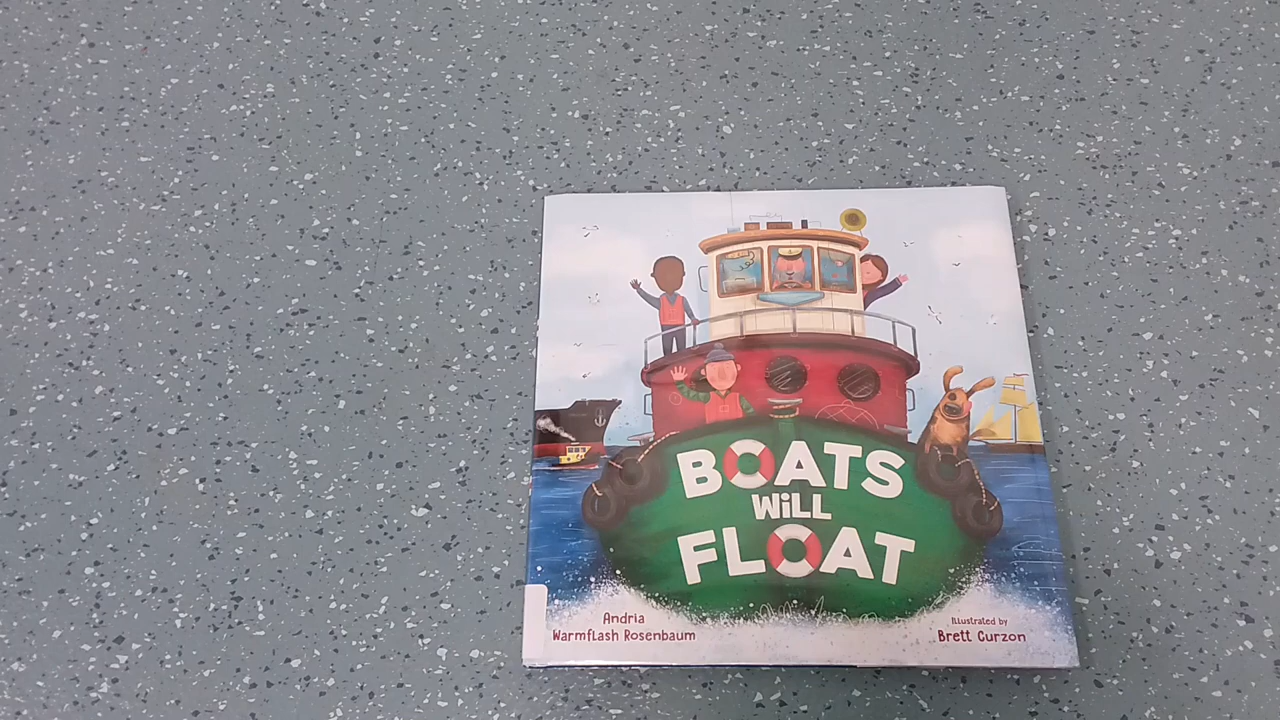 BOATS
WiLL
FLOAT
Andria
Warmflash Rosenbaum
Illustrated by
Brett Curzon